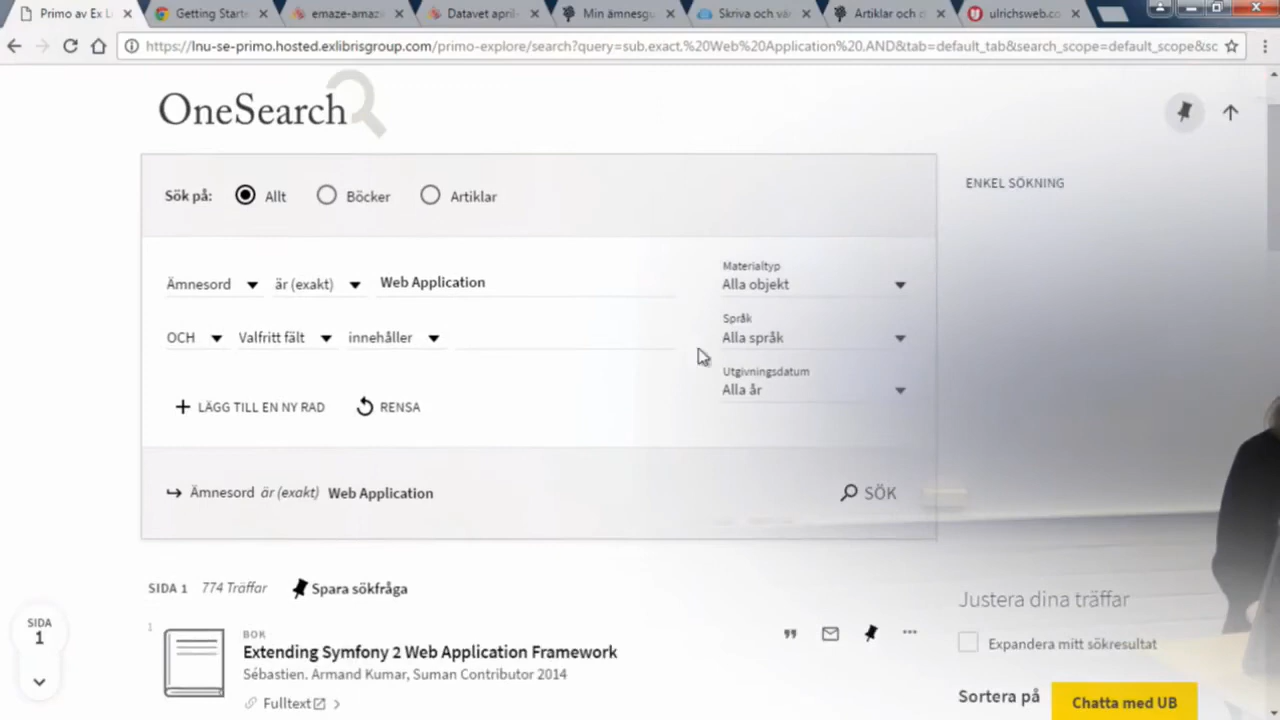 Primo av Ex L
Getting Starte
emaze-amaz
Datavet april-
Min ämnesgu
Skriva och vä
Artiklar och d
ulrichsweb.co
https://lnu-se-primo.hosted.exlibrisgroup.com/primo-explore/search?query=sub.exact.%20Web%20Application%20.AND&tab=default_tab&search_scope=default_scope&sc
OneSearch
Sök på: Allt Böcker Artiklar
ENKEL SÖKNING
Ämnesord är (exakt) Web Application
Materialtyp
Alla objekt
OCH Valfritt fält innehåller
Språk
Alla språk
Utgivningsdatum
Alla år
+ LÄGG TILL EN NY RAD RENSA
Ämnesord är (exakt) Web Application
SÖK
SIDA 1 774 Träffar Spara sökfråga
SIDA
1
1
BOK
Extending Symfony 2 Web Application Framework
Sébastien. Armand Kumar, Suman Contributor 2014
Fulltext
Justera dina träffar
Expandera mitt sökresultat
Sortera på
Chatta med UB